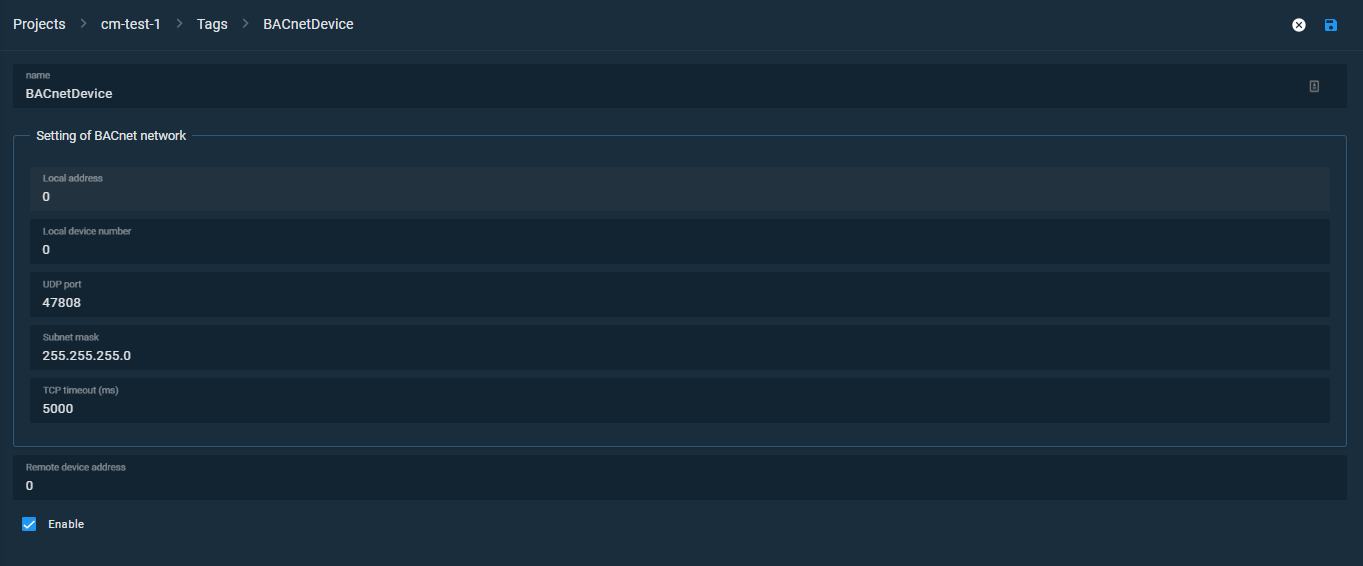 Projects > cm-test-1 > Tags > BACnetDevice
name
BACnetDevice
Setting of BACnet network
Local address
0
Local device number
0
UDP port
47808
Subnet mask
255.255.255.0
TCP timeout (ms)
5000
Remote device address
0
Enable